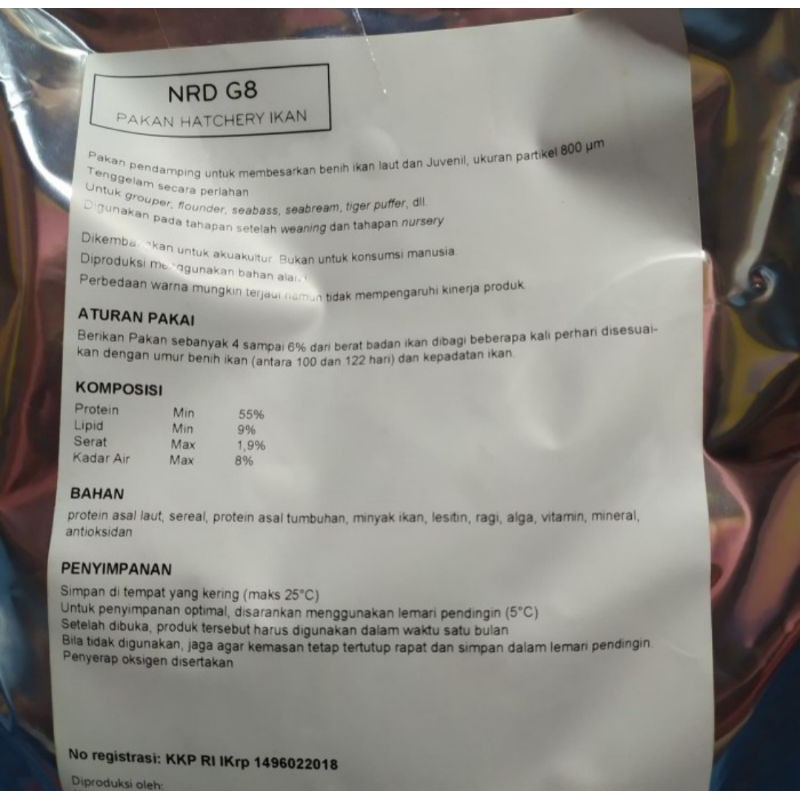 NRD G8
PAKAN HATCHERY IKAN
Pakan pendamping untuk membesarkan benih ikan laut dan Juvenil, ukuran partikel 800 µm
Tenggelam secara perlahan
Untuk grouper, flounder, seabass, seabream, tiger puffer, dll.
Digunakan pada tahapan setelah weaning dan tahapan nursery
untuk akuakultur. Bukan untuk konsumsi manusia.
Diproduksi menggunakan bahan
Perbedaan warna mungkin terjadi namun tidak mempengaruhi kinerja produk.
ATURAN PAKAI
Berikan Pakan sebanyak 4 sampai 6% dari berat badan ikan dibagi beberapa kali perhari disesuai-
kan dengan umur benih ikan (antara 100 dan 122 hari) dan kepadatan ikan.
KOMPOSISI
Protein Min 55%
Lipid Min 9%
Serat Max 1,9%
Kadar Air Max 8%
BAHAN
protein asal laut, sereal, protein asal tumbuhan, minyak ikan, lesitin, ragi, alga, vitamin, mineral,
antioksidan
PENYIMPANAN
Simpan di tempat yang kering (maks 25°C)
Untuk penyimpanan optimal, disarankan menggunakan lemari pendingin (5°C)
Setelah dibuka, produk tersebut harus digunakan dalam waktu satu bulan
Bila tidak digunakan, jaga agar kemasan tetap tertutup rapat dan simpan dalam lemari pendingin.
Penyerap oksigen disertakan
No registrasi: KKP RI IKrp 1496022018
Diproduksi oleh: